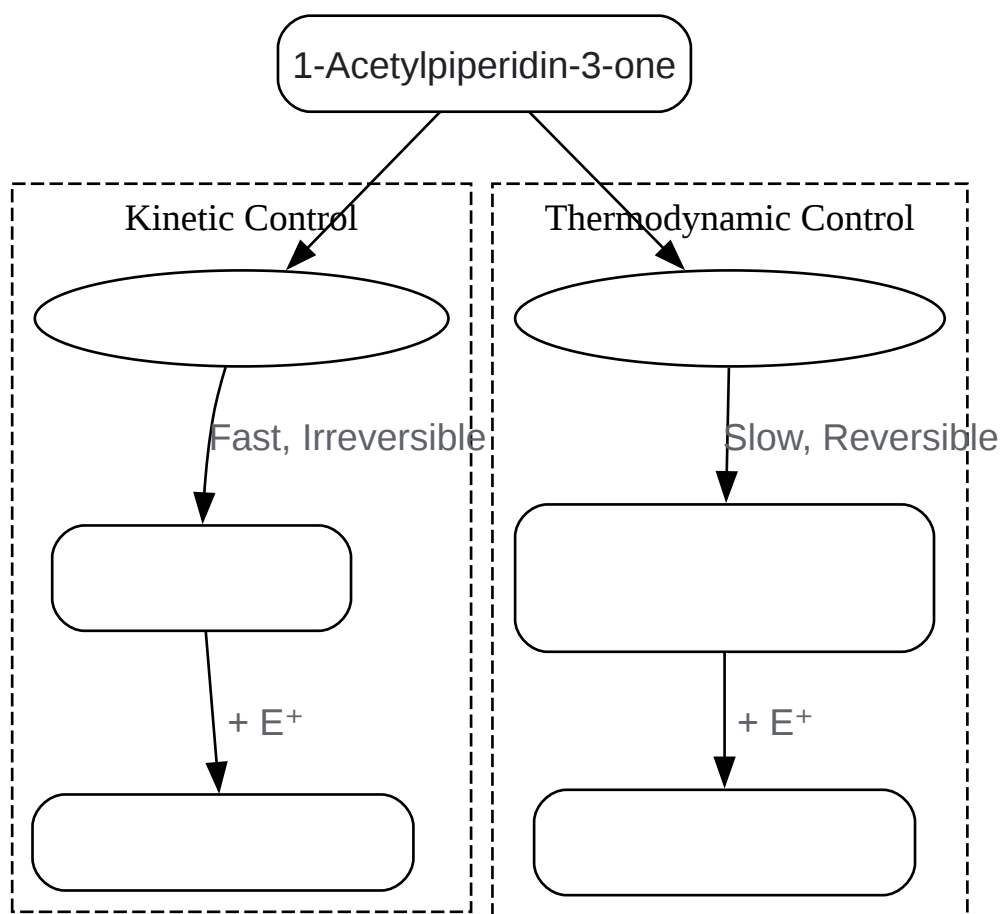 1-Acetylpiperidin-3-one
Kinetic Control
Thermodynamic Control
Fast, Irreversible
Slow, Reversible
+ E⁺
+ E⁺